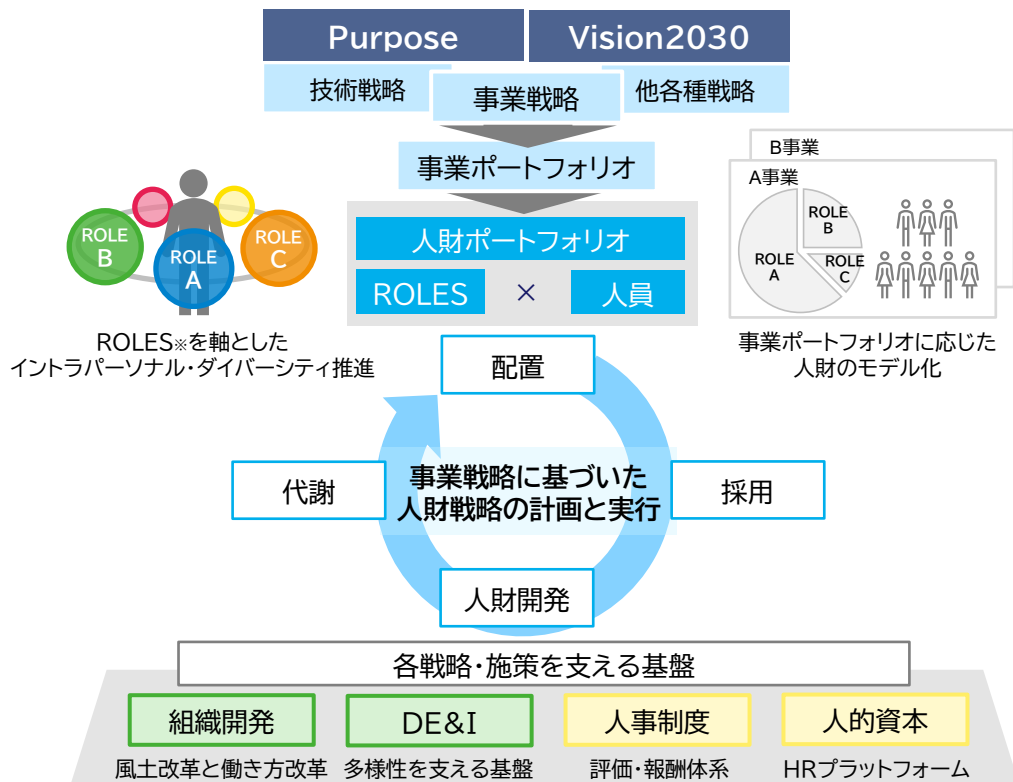 Purpose
Vision2030
技術戦略
事業戦略
他各種戦略
事業ポートフォリオ
人財ポートフォリオ
ROLES
×
人員
ROLE
B
ROLE
A
ROLE
C
ROLES※を軸とした
イントラパーソナル・ダイバーシティ推進
B事業
A事業
ROLE
B
ROLE
A
ROLE
C
事業ポートフォリオに応じた
人財のモデル化
配置
代謝
事業戦略に基づいた
人財戦略の計画と実行
採用
人財開発
各戦略・施策を支える基盤
組織開発
DE&I
人事制度
人的資本
風土改革と働き方改革
多様性を支える基盤
評価・報酬体系
HRプラットフォーム